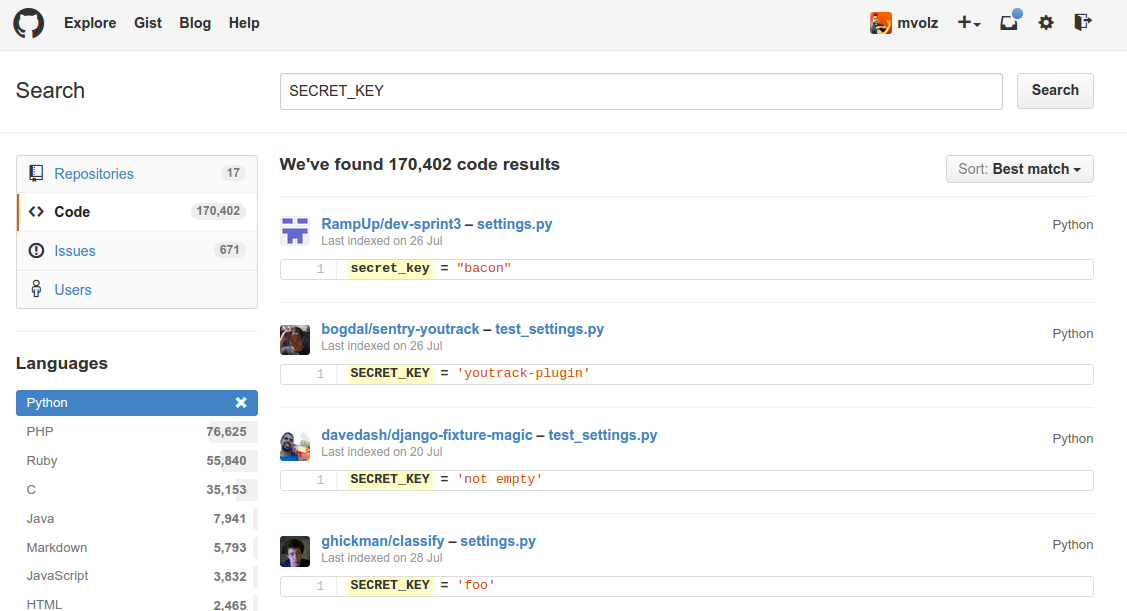 Explore Gist Blog Help mvolz
Search SECRET_KEY Search
Repositories 17
Code 170,402
Issues 671
Users
Languages
Python
PHP 76,625
Ruby 55,840
C 35,153
Java 7,941
Markdown 5,793
JavaScript 3,832
HTML 2,465
We've found 170,402 code results Sort: Best match
RampUp/dev-sprint3 – settings.py Python
Last indexed on 26 Jul
1 secret_key = "bacon"
bogdal/sentry-youtrack – test_settings.py Python
Last indexed on 26 Jul
1 SECRET_KEY = 'youtrack-plugin'
davedash/django-fixture-magic – test_settings.py Python
Last indexed on 20 Jul
1 SECRET_KEY = 'not empty'
ghickman/classify – settings.py Python
Last indexed on 28 Jul
1 SECRET_KEY = 'foo'